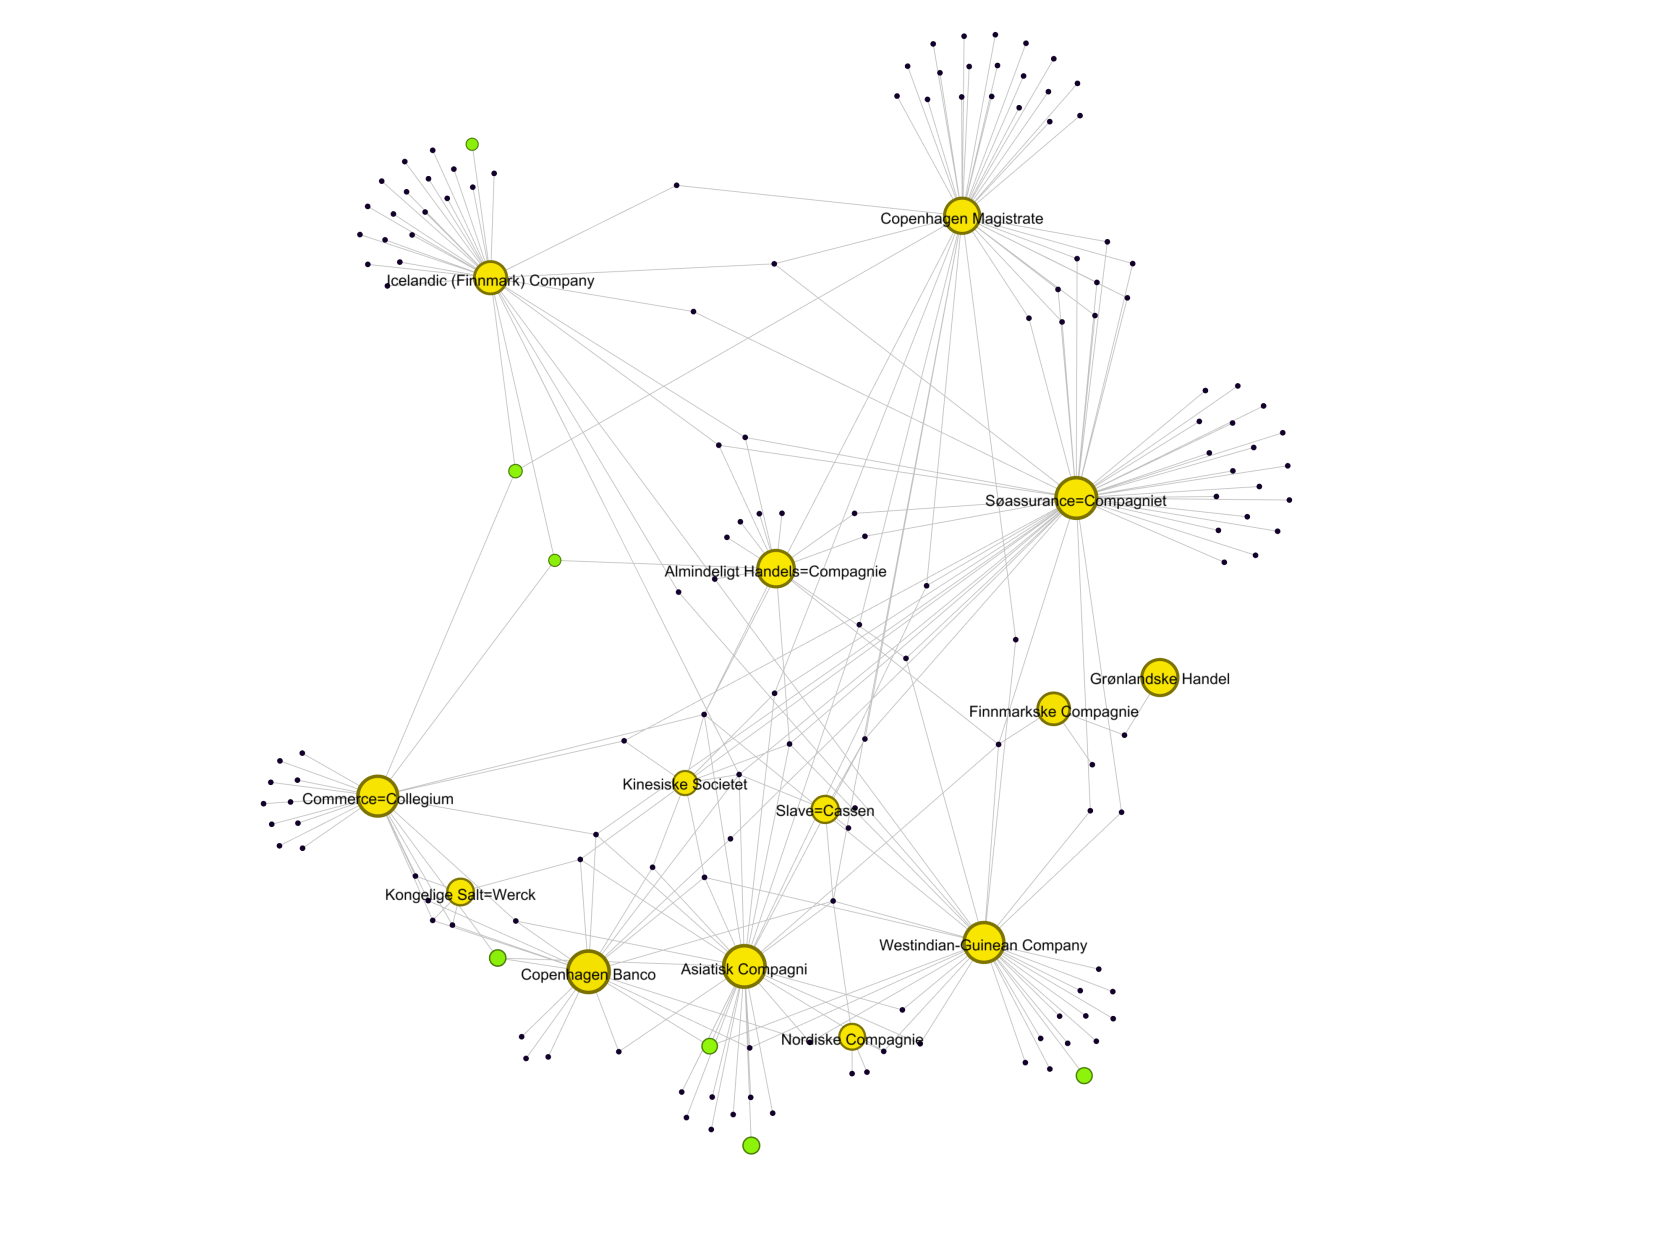 Copenhagen Magistrate
Icelandic (Finnmark) Company
Søassurance=Compagniet
Almindeligt Handels=Compagnie
Grønlandske Handel
Finnmarkske Compagnie
Kinesiske Societet
Commerce=Collegium
Slave=Cassen
Kongelige Salt=Werck
Westindian-Guinean Company
Copenhagen Banco
Asiatisk Compagni
Nordiske Compagnie